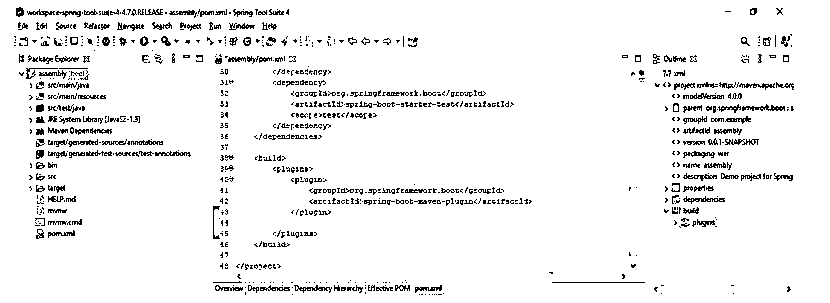 workspace-spring-tool-suite-4-4.7.0.RELEASE - assembly/pom.xml - Spring Tool Suite 4
File Edit Source Refactor Navigate Search Project Run Window Help
Package Explorer
assembly [boot]
src/main/java
src/main/resources
src/test/java
JRE System Library [JavaSE-1.8]
Maven Dependencies
target/generated-sources/annotations
target/generated-test-sources/test-annotations
bin
src
target
HELP.md
mvnw
mvnw.cmd
pom.xml
*assembly/pom.xml
30 </dependency>
31 <dependency>
32 <groupId>org.springframework.boot</groupId>
33 <artifactId>spring-boot-starter-test</artifactId>
34 <scope>test</scope>
35 </dependency>
36 </dependencies>
37
38 <build>
39 <plugins>
40 <plugin>
41 <groupId>org.springframework.boot</groupId>
42 <artifactId>spring-boot-maven-plugin</artifactId>
43 </plugin>
44
45 </plugins>
46 </build>
47
48 </project>
Overview Dependencies Dependency Hierarchy Effective POM pom.xml
Outline
xml
project xmlns=http://maven.apache.org
modelVersion 4.0.0
parent org.springframework.boot : s
groupId com.example
artifactId assembly
version 0.0.1-SNAPSHOT
packaging war
name assembly
description Demo project for Spring
properties
dependencies
build
plugins